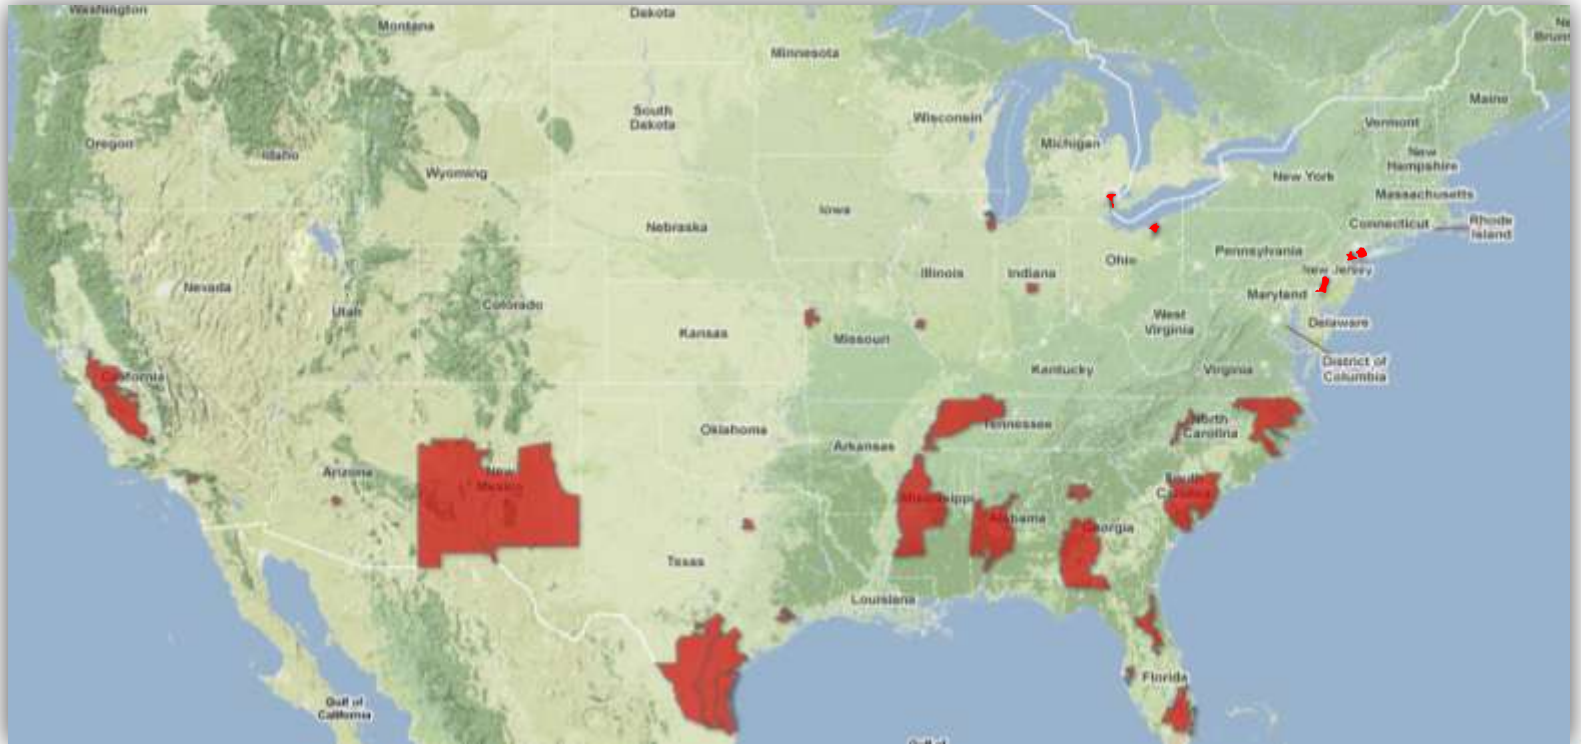 Washington
Montana
Dakota
Minnesota
Maine
South
Dakota
Wisconsin
Michigan
Vermont
New
Hampshire
Oregon
Idaho
Wyoming
New York
Massachusetts
Iowa
Nebraska
Connecticut
Rhode
Island
Pennsylvania
Ohio
Illinois
Indiana
New Jersey
Nevada
Utah
Colorado
Maryland
Delaware
Kansas
Missouri
West
Virginia
District of
Columbia
California
Kentucky
Virginia
Oklahoma
Arkansas
Tennessee
North
Carolina
Arizona
New
Mexico
Mississippi
Alabama
Georgia
South
Carolina
Texas
Louisiana
Florida
Gulf of
California
Gulf of